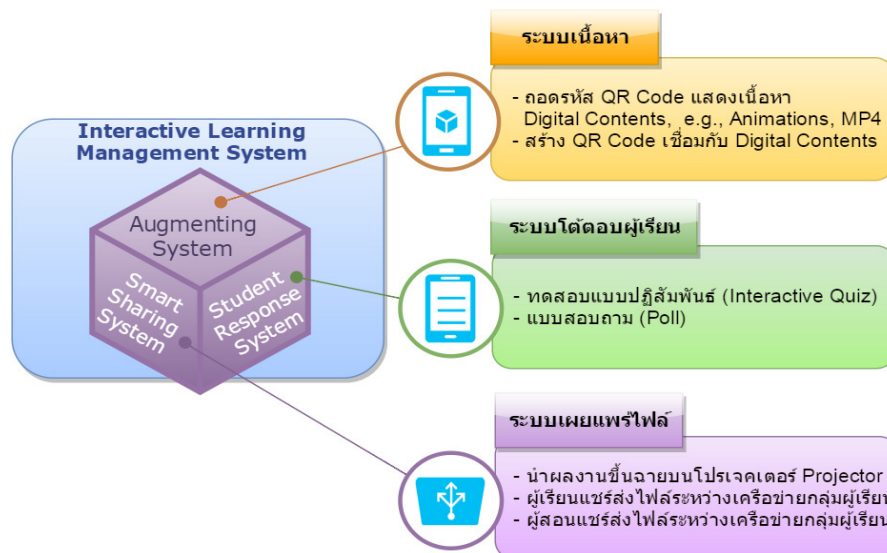 Interactive Learning
Management System
Augmenting
System
Smart
Sharing
System
Student
Response
System
ระบบเนื้อหา
- ถอดรหัส QR Code แสดงเนื้อหา
Digital Contents, e.g., Animations, MP4
- สร้าง QR Code เชื่อมกับ Digital Contents
ระบบโต้ตอบผู้เรียน
- ทดสอบแบบปฏิสัมพันธ์ (Interactive Quiz)
- แบบสอบถาม (Poll)
ระบบเผยแพร่ไฟล์
- นำผลงานขึ้นฉายบนโปรเจคเตอร์ Projector
- ผู้เรียนแชร์ส่งไฟล์ระหว่างเครือข่ายกลุ่มผู้เรียน
- ผู้สอนแชร์ส่งไฟล์ระหว่างเครือข่ายกลุ่มผู้เรียน